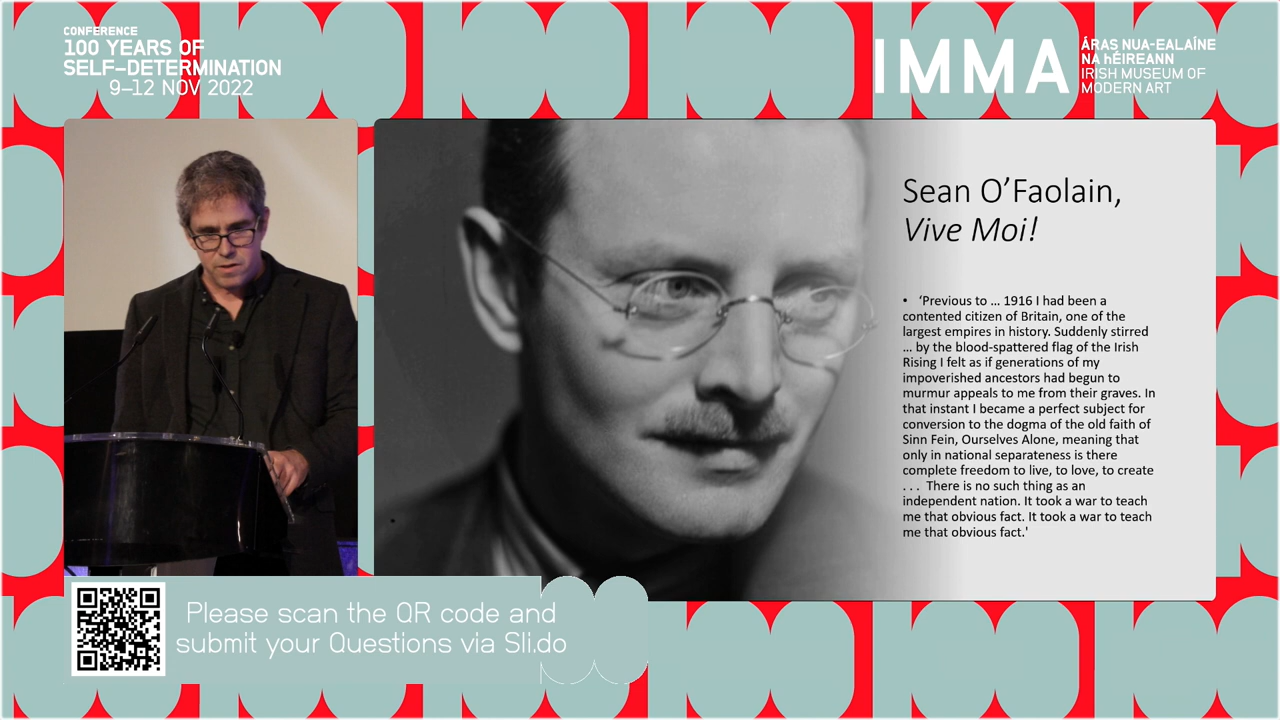 CONFERENCE
100 YEARS OF
SELF-DETERMINATION
9–12 NOV 2022
IMMA
ÁRAS NUA-EALAÍNE
NA hÉIREANN
IRISH MUSEUM OF
MODERN ART
Sean O’Faolain,
Vive Moi!
• ‘Previous to ... 1916 I had been a
contented citizen of Britain, one of the
largest empires in history. Suddenly stirred
... by the blood-spattered flag of the Irish
Rising I felt as if generations of my
impoverished ancestors had begun to
murmur appeals to me from their graves. In
that instant I became a perfect subject for
conversion to the dogma of the old faith of
Sinn Fein, Ourselves Alone, meaning that
only in national separateness is there
complete freedom to live, to love, to create
. . . There is no such thing as an
independent nation. It took a war to teach
me that obvious fact. It took a war to teach
me that obvious fact.'
Please scan the QR code and
submit your Questions via Sli.do